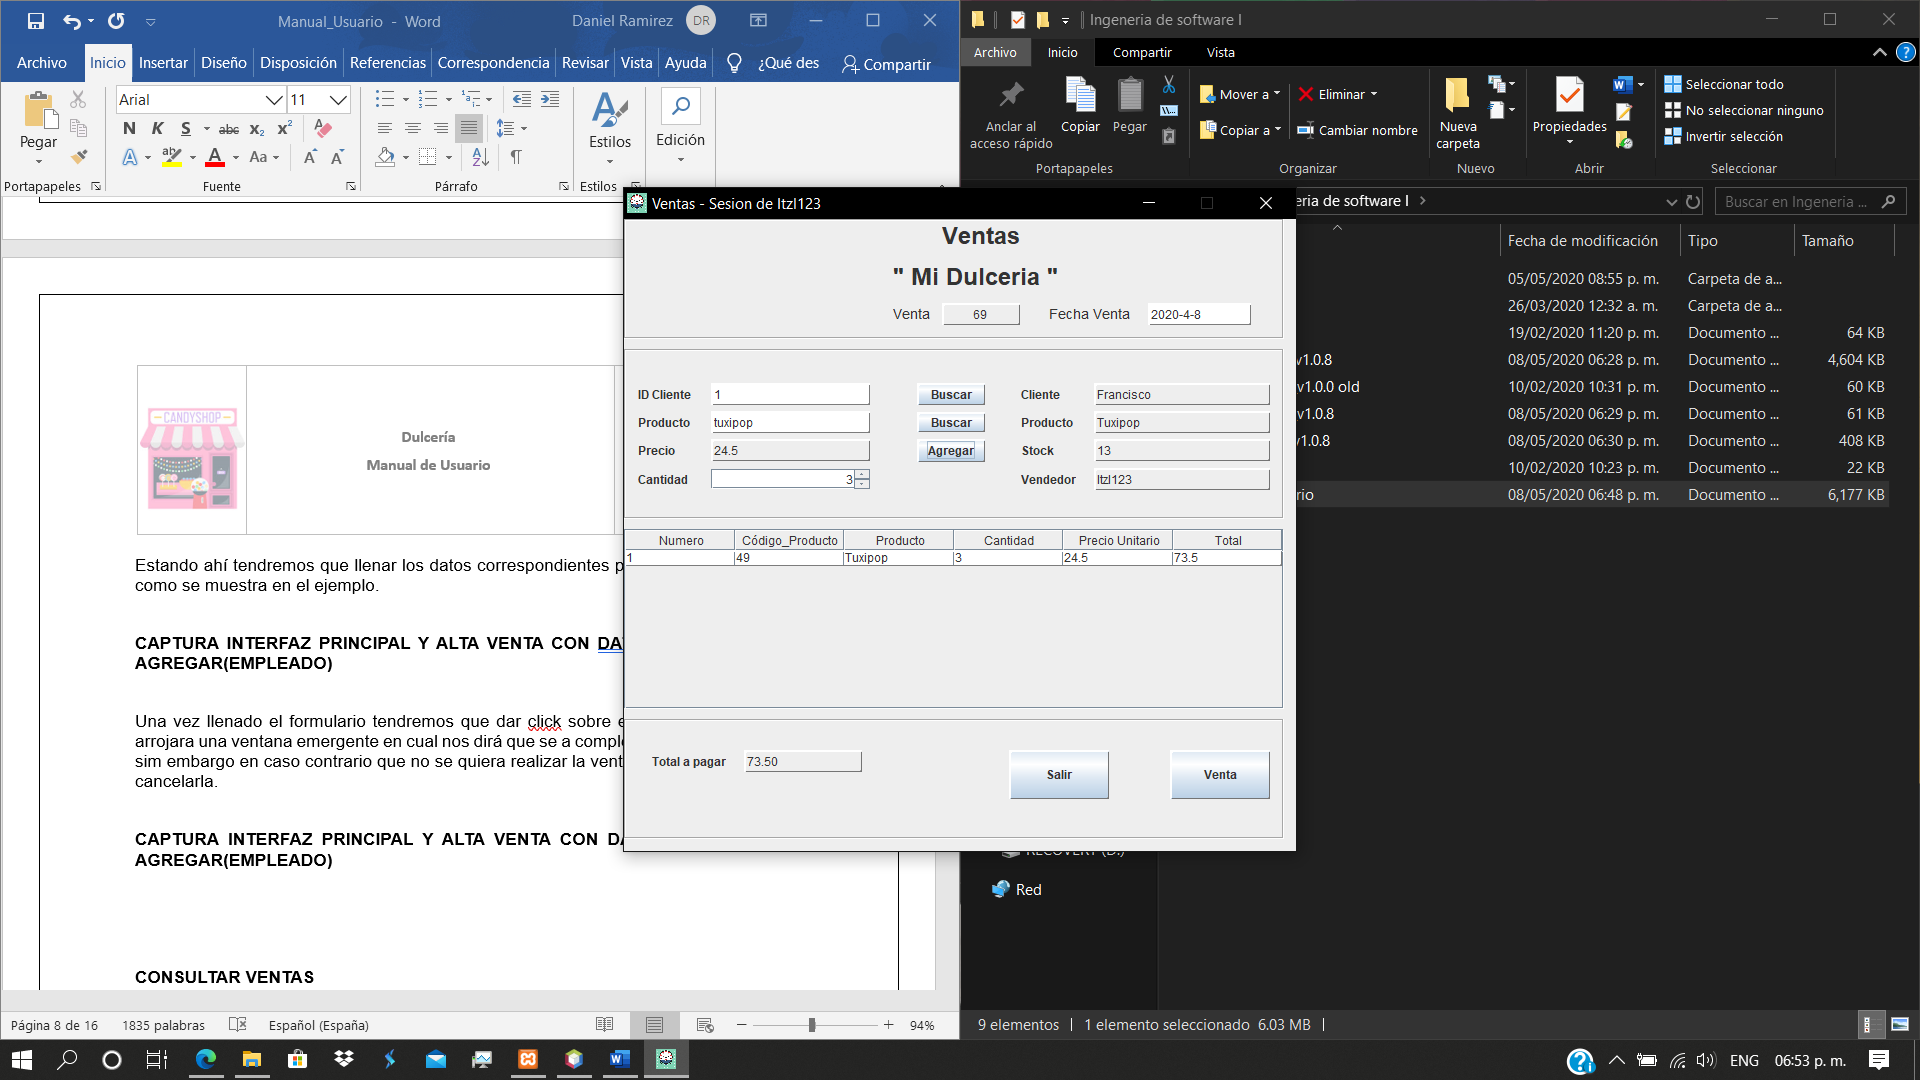 Manual_Usuario - Word
Daniel Ramirez
DR
Archivo
Inicio
Insertar
Diseño
Disposición
Referencias
Correspondencia
Revisar
Vista
Ayuda
¿Qué des
Compartir
Pegar
Portapapeles
Arial
11
N K S abc x₂ x²
Aa
Fuente
Párrafo
Estilos
Estilos
Edición
CANDYSHOP
Dulcería
Manual de Usuario
Estando ahí tendremos que llenar los datos correspondientes p
como se muestra en el ejemplo.
CAPTURA INTERFAZ PRINCIPAL Y ALTA VENTA CON DA
AGREGAR(EMPLEADO)
Una vez llenado el formulario tendremos que dar click sobre e
arrojara una ventana emergente en cual nos dirá que se a comple
sim embargo en caso contrario que no se quiera realizar la vent
cancelarla.
CAPTURA INTERFAZ PRINCIPAL Y ALTA VENTA CON DA
AGREGAR(EMPLEADO)
CONSULTAR VENTAS
Página 8 de 16
1835 palabras
Español (España)
94%
Ventas - Sesion de Itzl123
Ventas
" Mi Dulceria "
Venta 69 Fecha Venta 2020-4-8
ID Cliente 1 Buscar Cliente Francisco
Producto tuxipop Buscar Producto Tuxipop
Precio 24.5 Agregar Stock 13
Cantidad 3 Vendedor Itzl123
Numero Código_Producto Producto Cantidad Precio Unitario Total
1 49 Tuxipop 3 24.5 73.5
Total a pagar 73.50
Salir
Venta
Ingeneria de software I
Archivo
Inicio
Compartir
Vista
Anclar al
acceso rápido
Copiar
Pegar
Portapapeles
Mover a
Copiar a
Eliminar
Cambiar nombre
Organizar
Nueva
carpeta
Nuevo
Propiedades
Abrir
Seleccionar todo
No seleccionar ninguno
Invertir selección
Seleccionar
eria de software I
Buscar en Ingeneria ...
Fecha de modificación Tipo Tamaño
05/05/2020 08:55 p. m. Carpeta de a...
26/03/2020 12:32 a. m. Carpeta de a...
19/02/2020 11:20 p. m. Documento ... 64 KB
v1.0.8 08/05/2020 06:28 p. m. Documento ... 4,604 KB
_v1.0.0 old 10/02/2020 10:31 p. m. Documento ... 60 KB
_v1.0.8 08/05/2020 06:29 p. m. Documento ... 61 KB
v1.0.8 08/05/2020 06:30 p. m. Documento ... 408 KB
10/02/2020 10:23 p. m. Documento ... 22 KB
rio 08/05/2020 06:48 p. m. Documento ... 6,177 KB
RECOVERY (D:)
Red
9 elementos
1 elemento seleccionado 6.03 MB
ENG
06:53 p. m.